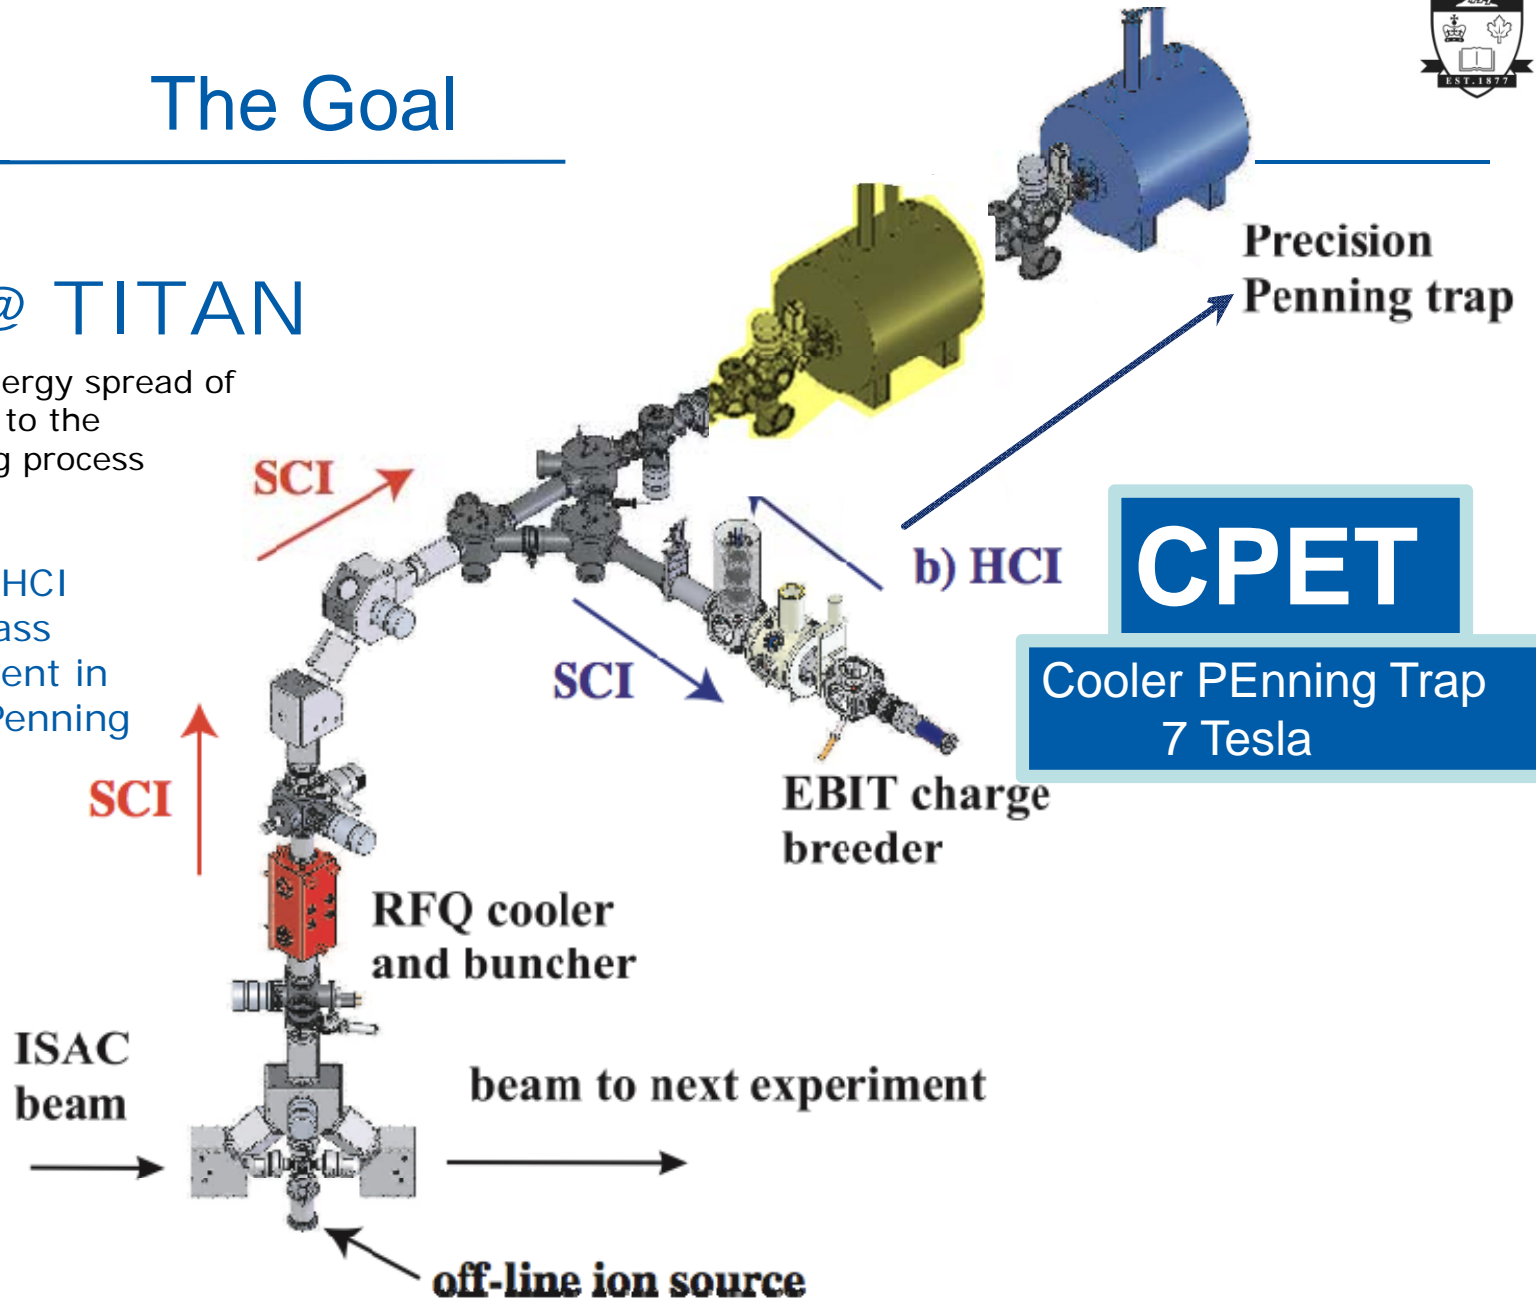 The Goal
EST. 1877
@ TITAN
ergy spread of
to the
g process
HCI
ass
ent in
Penning
Precision
Penning trap
SCI
b) HCI
SCI
CPET
Cooler PEnning Trap
7 Tesla
SCI
EBIT charge
breeder
RFQ cooler
and buncher
ISAC
beam
beam to next experiment
off-line ion source